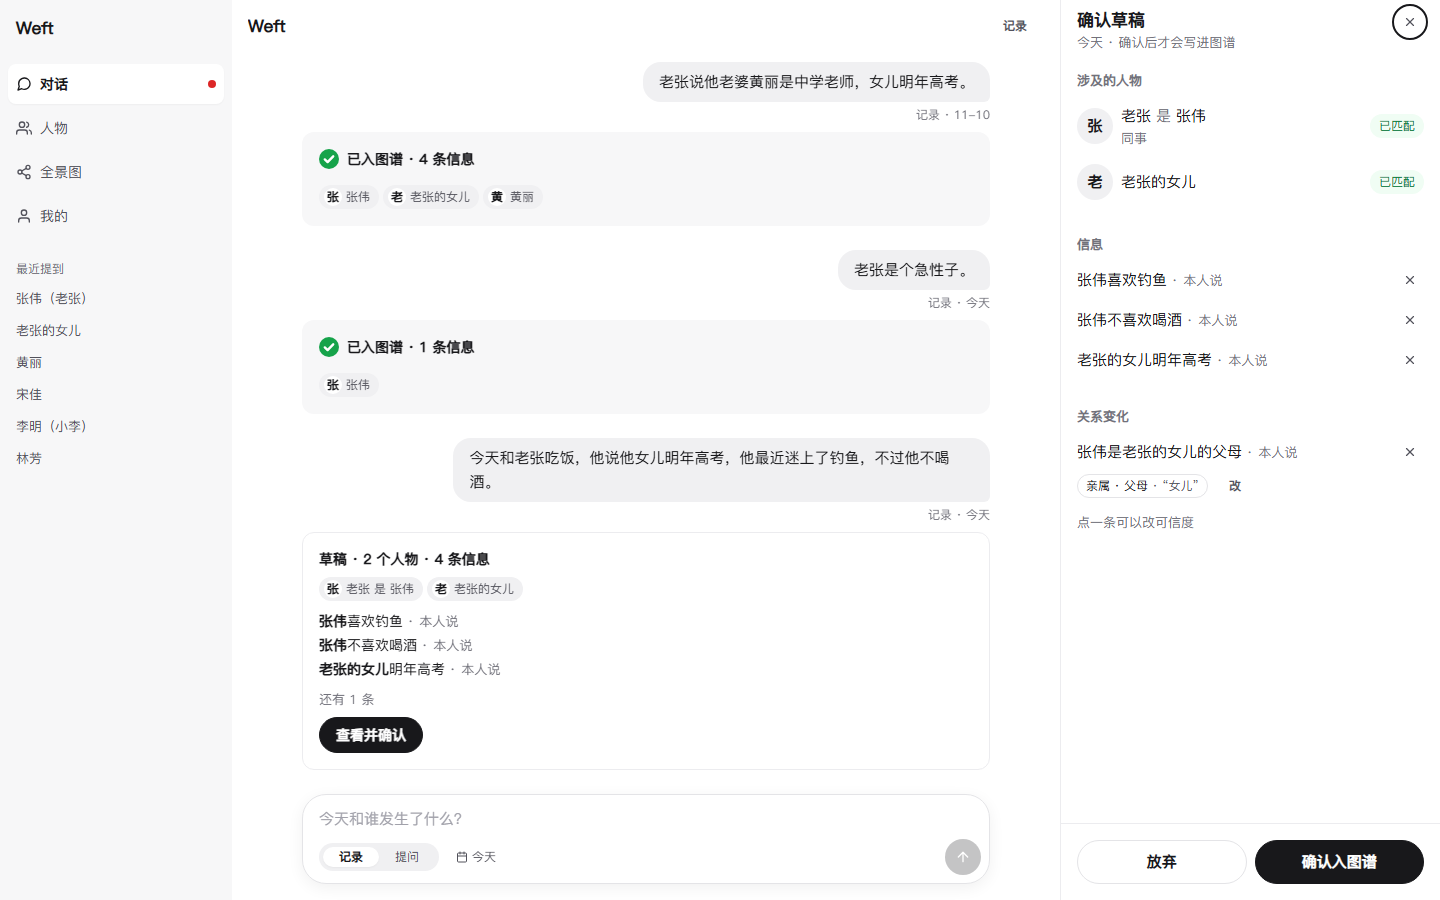 Weft
对话
人物
全景图
我的
最近提到
张伟（老张）
老张的女儿
黄丽
宋佳
李明（小李）
林芳
Weft
记录
老张说他老婆黄丽是中学老师，女儿明年高考。
记录 · 11-10
已入图谱 · 4 条信息
张 张伟 老 老张的女儿 黄 黄丽
老张是个急性子。
记录 · 今天
已入图谱 · 1 条信息
张 张伟
今天和老张吃饭，他说他女儿明年高考，他最近迷上了钓鱼，不过他不喝
酒。
记录 · 今天
草稿 · 2 个人物 · 4 条信息
张 老张 是 张伟 老 老张的女儿
张伟喜欢钓鱼 · 本人说
张伟不喜欢喝酒 · 本人说
老张的女儿明年高考 · 本人说
还有 1 条
查看并确认
今天和谁发生了什么？
记录 提问 今天
确认草稿
今天 · 确认后才会写进图谱
涉及的人物
张 老张 是 张伟 已匹配
同事
老 老张的女儿 已匹配
信息
张伟喜欢钓鱼 · 本人说
张伟不喜欢喝酒 · 本人说
老张的女儿明年高考 · 本人说
关系变化
张伟是老张的女儿的父母 · 本人说
亲属 · 父母 · “女儿” 改
点一条可以改可信度
放弃 确认入图谱